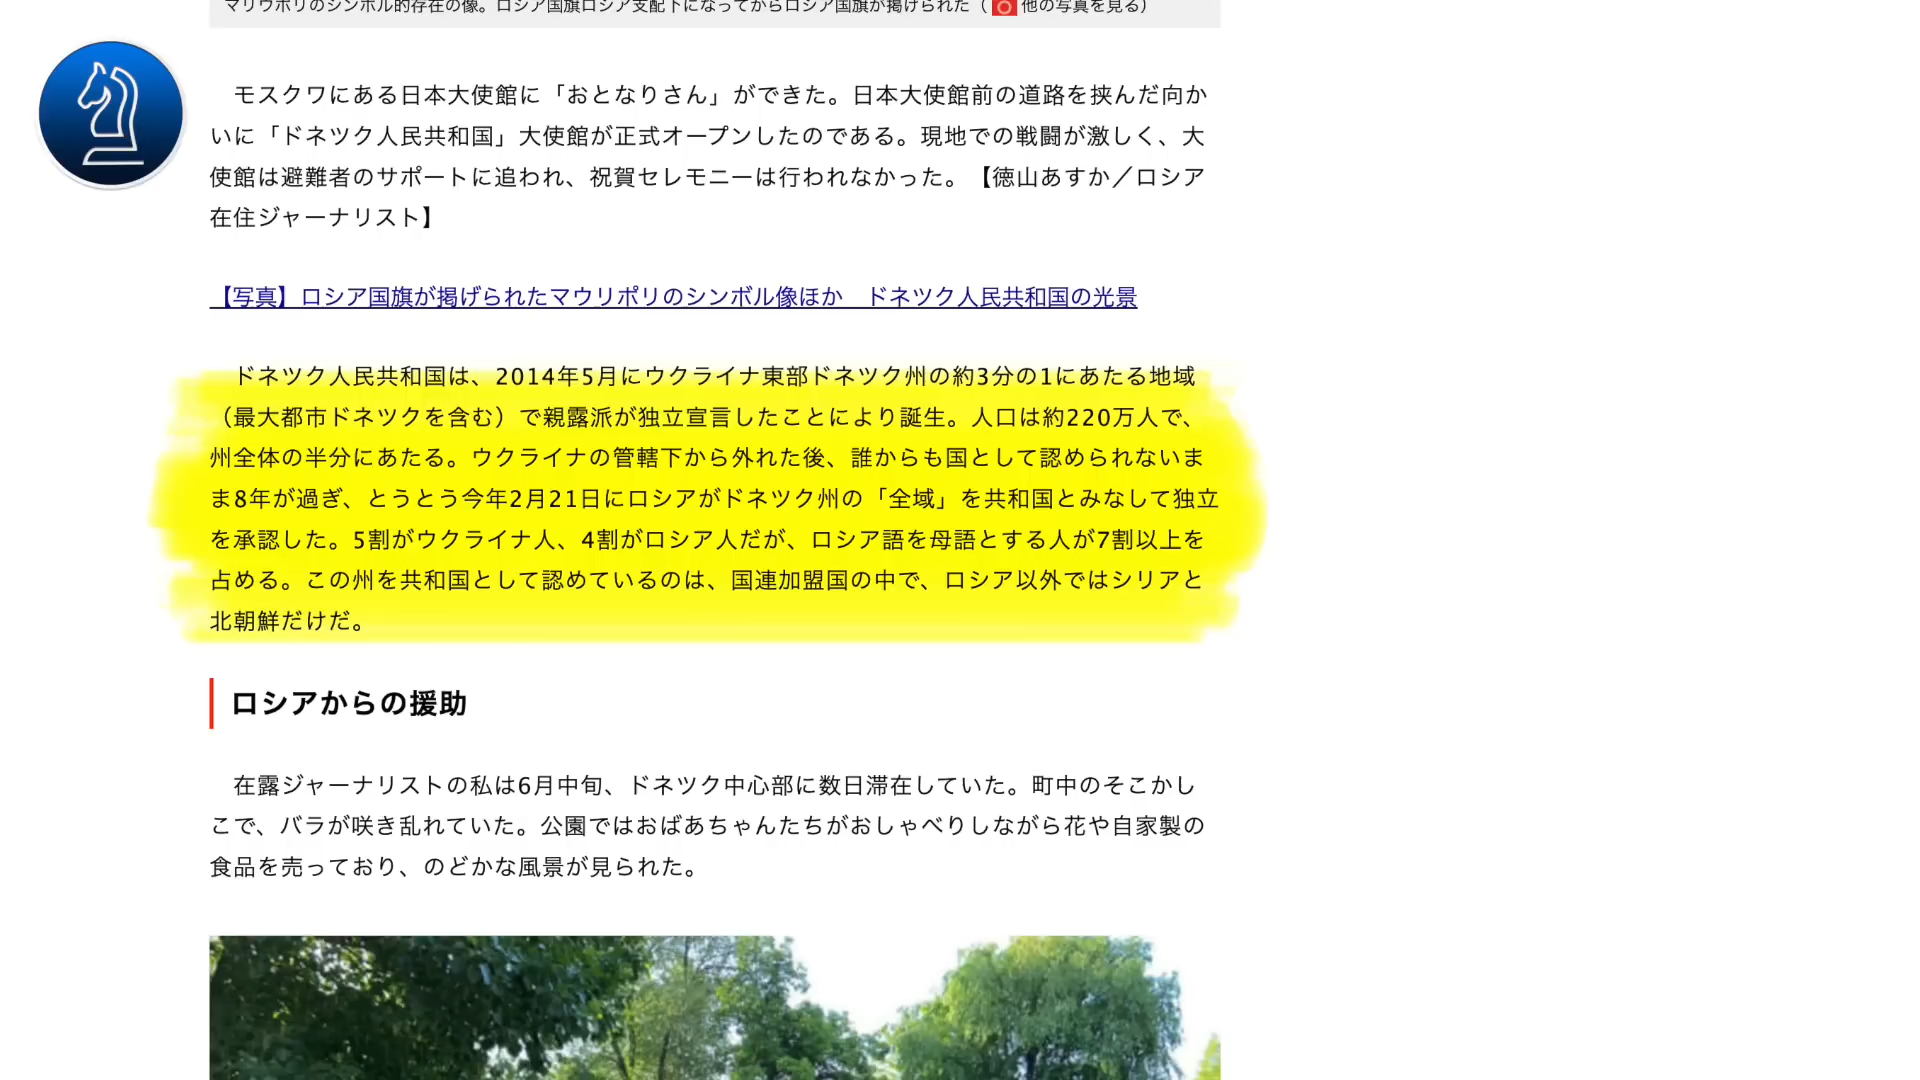 マリウポリのシンボル的存在の像。ロシア国旗ロシア支配下になってからロシア国旗が掲げられた（ 他の写真を見る）
モスクワにある日本大使館に「おとなりさん」ができた。日本大使館前の道路を挟んだ向か
いに「ドネツク人民共和国」大使館が正式オープンしたのである。現地での戦闘が激しく、大
使館は避難者のサポートに追われ、祝賀セレモニーは行われなかった。【徳山あすか／ロシア
在住ジャーナリスト】
【写真】ロシア国旗が掲げられたマウリポリのシンボル像ほか　ドネツク人民共和国の光景
ドネツク人民共和国は、2014年5月にウクライナ東部ドネツク州の約3分の1にあたる地域
（最大都市ドネツクを含む）で親露派が独立宣言したことにより誕生。人口は約220万人で、
州全体の半分にあたる。ウクライナの管轄下から外れた後、誰からも国として認められないま
ま8年が過ぎ、とうとう今年2月21日にロシアがドネツク州の「全域」を共和国とみなして独立
を承認した。5割がウクライナ人、4割がロシア人だが、ロシア語を母語とする人が7割以上を
占める。この州を共和国として認めているのは、国連加盟国の中で、ロシア以外ではシリアと
北朝鮮だけだ。
ロシアからの援助
在露ジャーナリストの私は6月中旬、ドネツク中心部に数日滞在していた。町中のそこかし
こで、バラが咲き乱れていた。公園ではおばあちゃんたちがおしゃべりしながら花や自家製の
食品を売っており、のどかな風景が見られた。